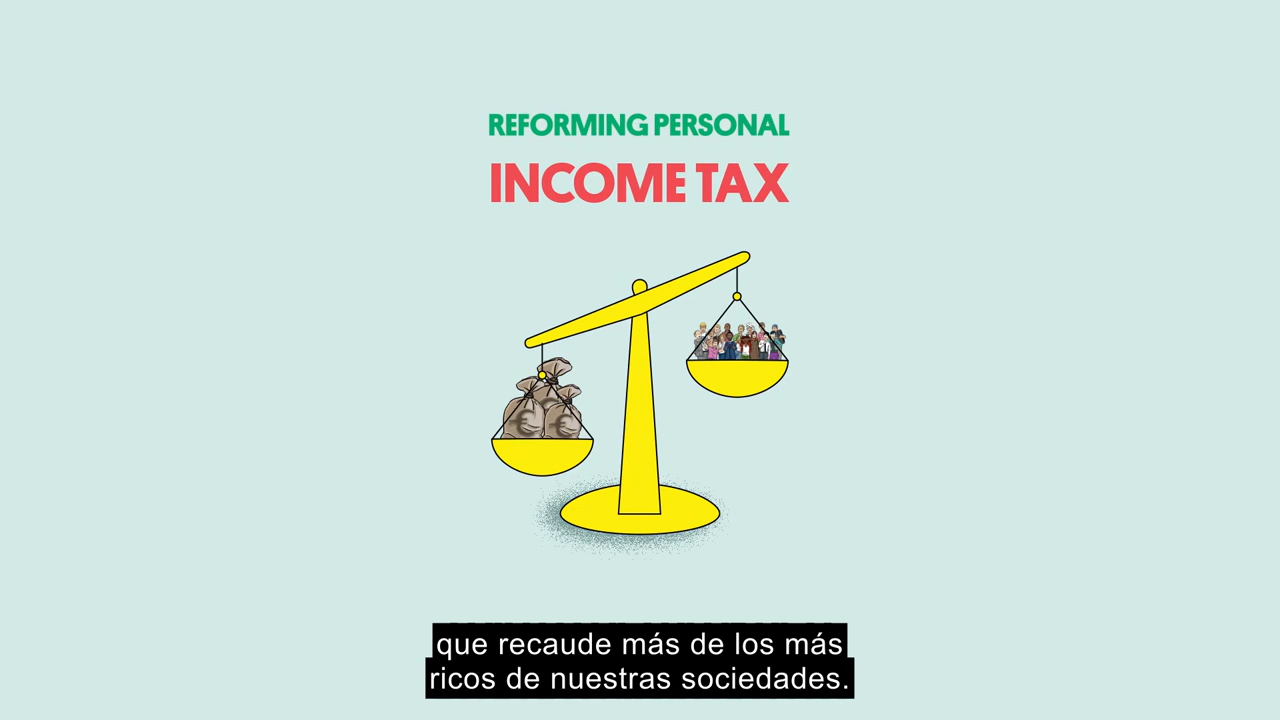 REFORMING PERSONAL
INCOME TAX
€ €
que recaude más de los más
ricos de nuestras sociedades.